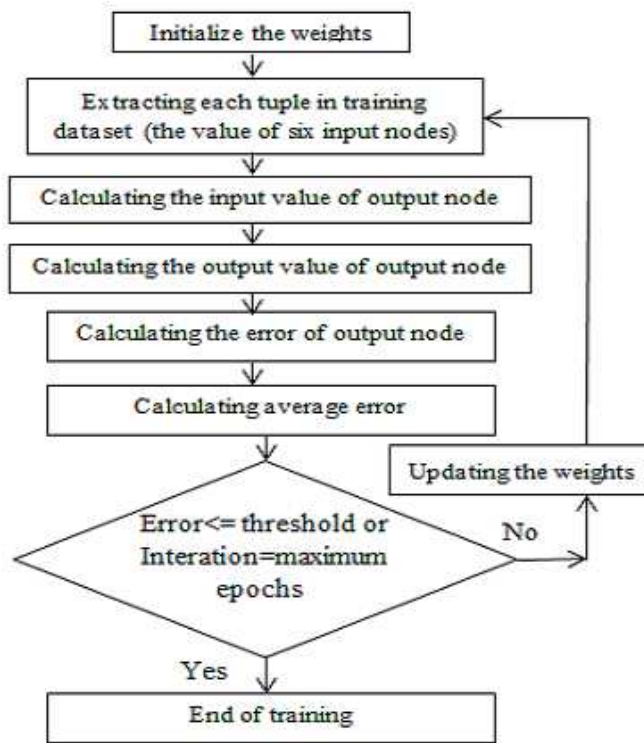 Initialize the weights
Extracting each tuple in training
dataset (the value of six input nodes)
Calculating the input value of output node
Calculating the output value of output node
Calculating the error of output node
Calculating average error
Updating the weights
Error<= threshold or
Interation=maximum
epochs
No
Yes
End of training